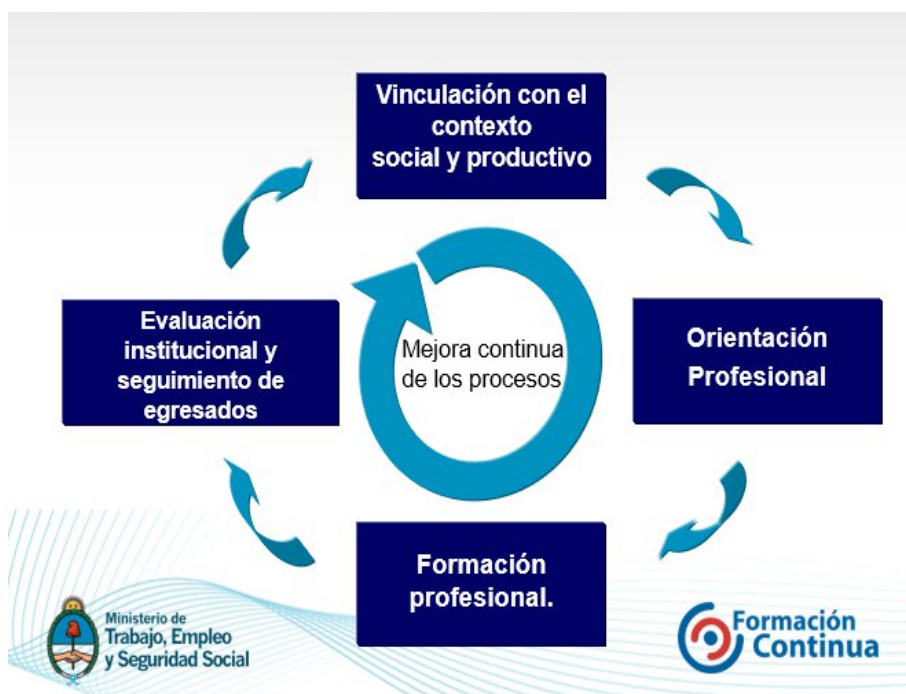 Vinculación con el
contexto
social y productivo
Evaluación
institucional y
seguimiento de
egresados
Mejora continua
de los procesos
Orientación
Profesional
Formación
profesional.
Ministerio de
Trabajo, Empleo
y Seguridad Social
Formación
Continua